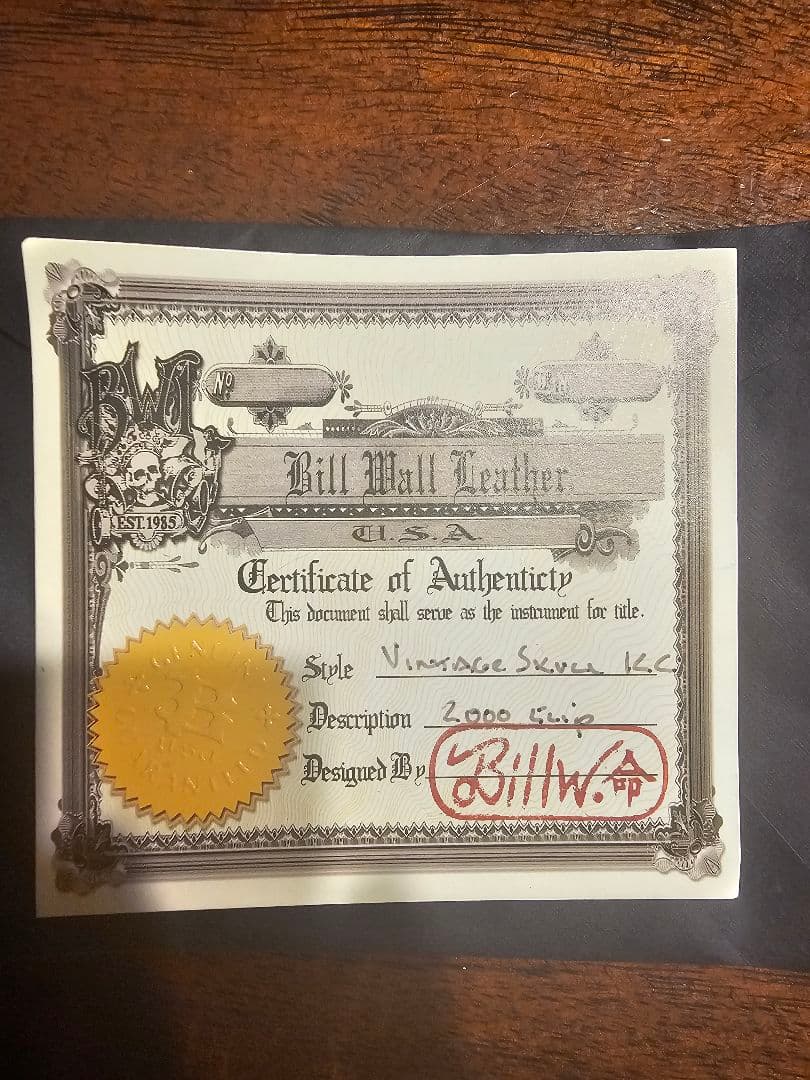 Nº
BWL
EST. 1985
Bill Wall Leather
U.S.A.
Certificate of Authenticty
This document shall serve as the instrument for title.
Style Vintage Skull KC
Description 2000 Clip
Designed By Bill W.